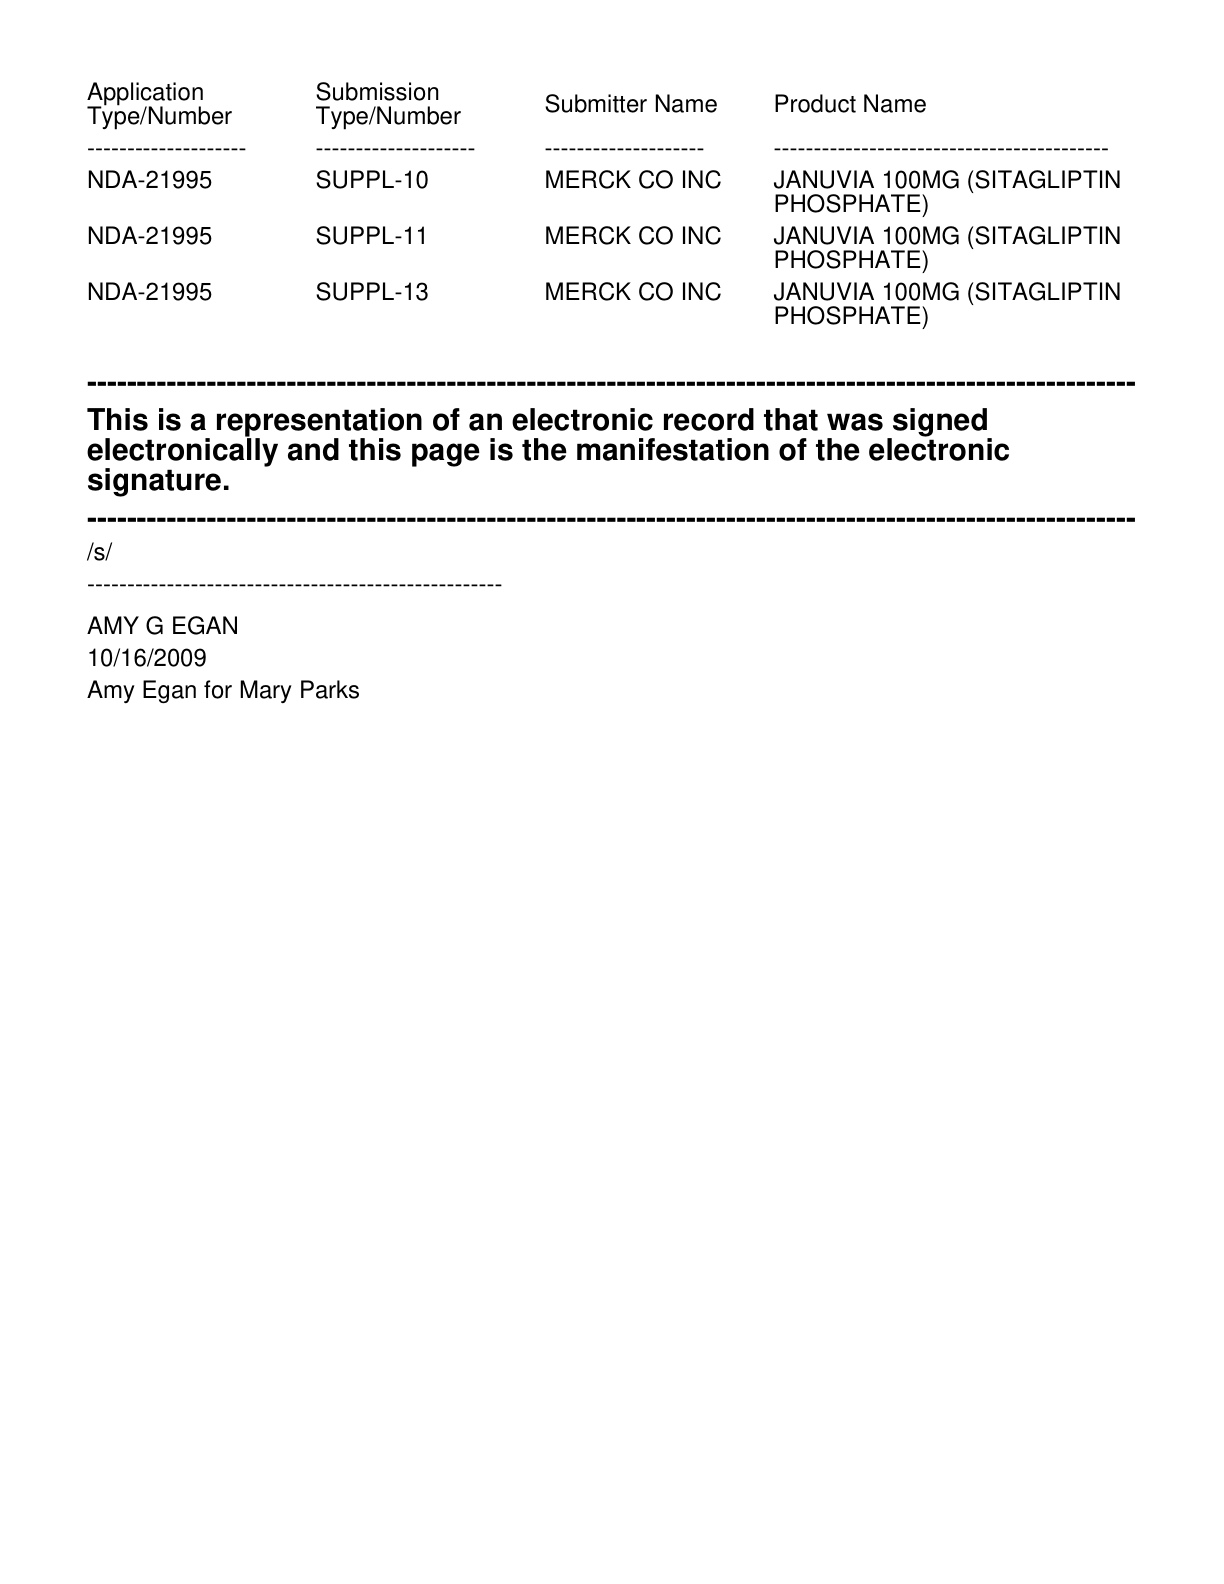 Application Type/Number Submission Type/Number Submitter Name Product Name
-------------------- -------------------- -------------------- ------------------------------------------
NDA-21995 SUPPL-10 MERCK CO INC JANUVIA 100MG (SITAGLIPTIN
PHOSPHATE)
NDA-21995 SUPPL-11 MERCK CO INC JANUVIA 100MG (SITAGLIPTIN
PHOSPHATE)
NDA-21995 SUPPL-13 MERCK CO INC JANUVIA 100MG (SITAGLIPTIN
PHOSPHATE)
---------------------------------------------------------------------------------------------------------
This is a representation of an electronic record that was signed
electronically and this page is the manifestation of the electronic
signature.
---------------------------------------------------------------------------------------------------------
/s/
----------------------------------------------------
AMY G EGAN
10/16/2009
Amy Egan for Mary Parks